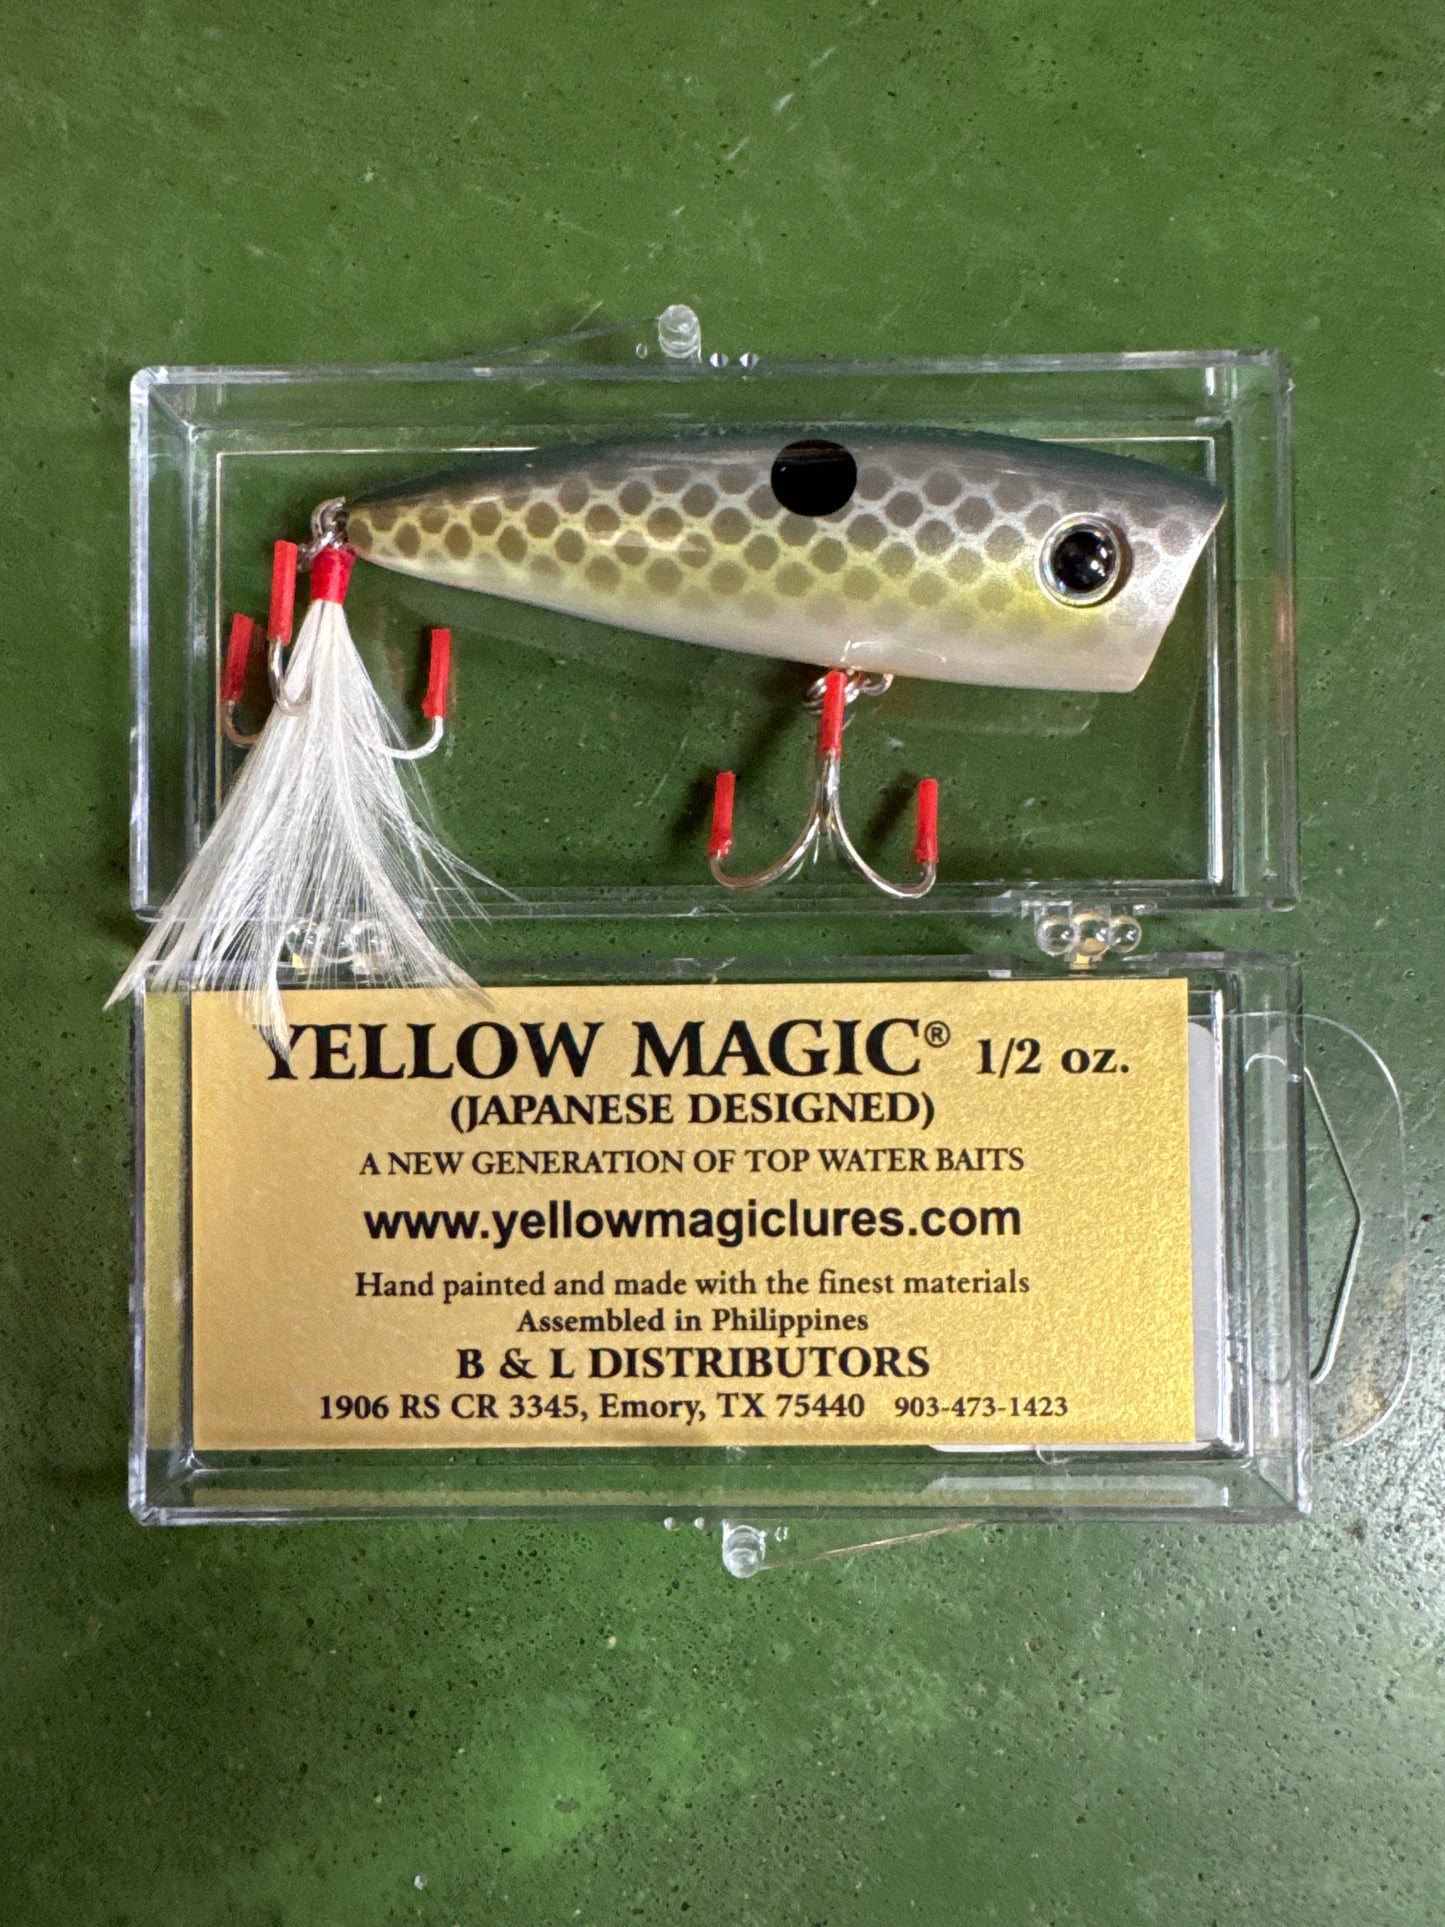 YELLOW MAGIC® 1/2 oz.
(JAPANESE DESIGNED)
A NEW GENERATION OF TOP WATER BAITS
www.yellowmagiclures.com
Hand painted and made with the finest materials
Assembled in Philippines
B & L DISTRIBUTORS
1906 RS CR 3345, Emory, TX 75440 903-473-1423